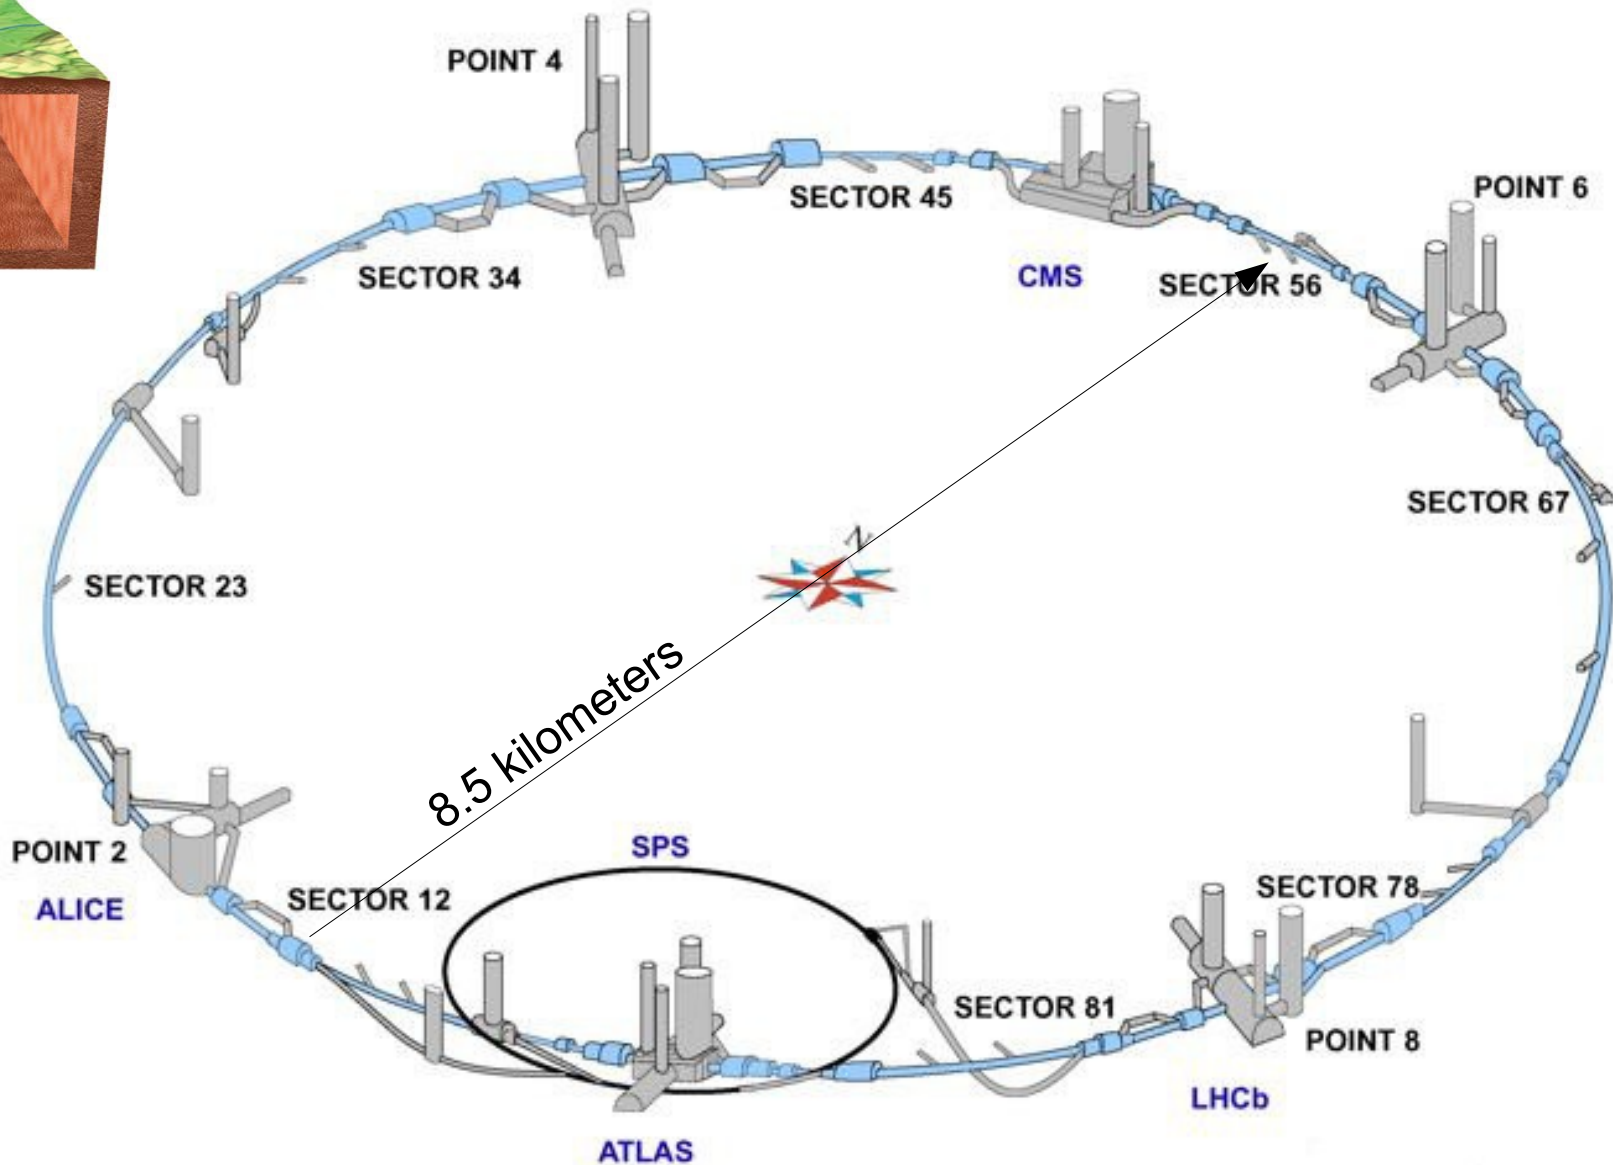 POINT 4
POINT 6
SECTOR 45
SECTOR 34
CMS
SECTOR 56
SECTOR 67
N
SECTOR 23
8.5 kilometers
SPS
POINT 2
ALICE
SECTOR 12
SECTOR 78
SECTOR 81
POINT 8
LHCb
ATLAS